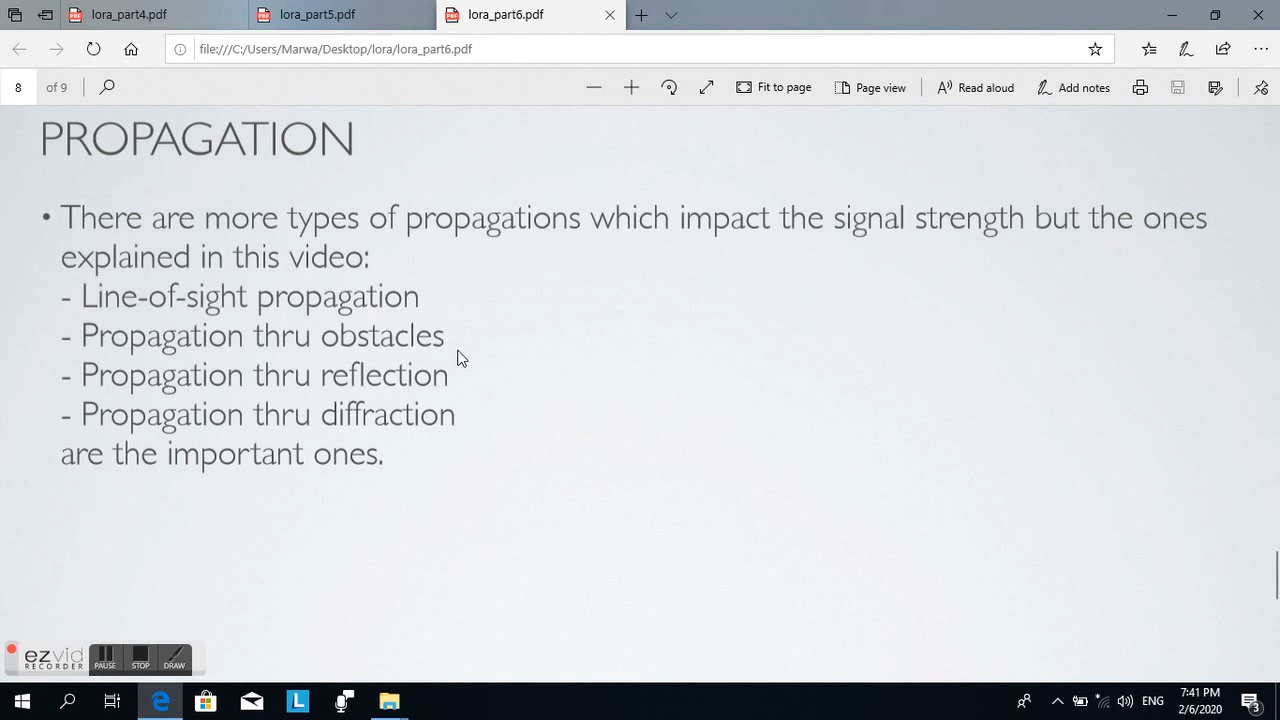 lora_part4.pdf
lora_part5.pdf
lora_part6.pdf
file:///C:/Users/Marwa/Desktop/lora/lora_part6.pdf
8 of 9
Fit to page
Page view
Read aloud
Add notes
PROPAGATION
• There are more types of propagations which impact the signal strength but the ones
explained in this video:
- Line-of-sight propagation
- Propagation thru obstacles
- Propagation thru reflection
- Propagation thru diffraction
are the important ones.
ezvid
RECORDER
PAUSE
STOP
DRAW
L
ENG
7:41 PM
2/6/2020
3